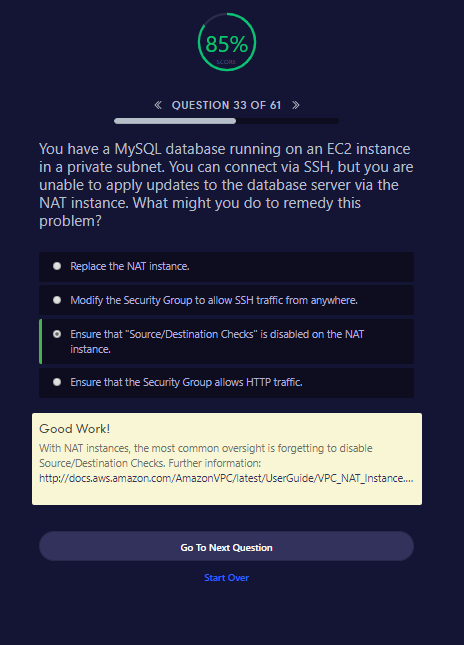 85%
SCORE
« QUESTION 33 OF 61 »
You have a MySQL database running on an EC2 instance
in a private subnet. You can connect via SSH, but you are
unable to apply updates to the database server via the
NAT instance. What might you do to remedy this
problem?
Replace the NAT instance.
Modify the Security Group to allow SSH traffic from anywhere.
Ensure that "Source/Destination Checks" is disabled on the NAT
instance.
Ensure that the Security Group allows HTTP traffic.
Good Work!
With NAT instances, the most common oversight is forgetting to disable
Source/Destination Checks. Further information:
http://docs.aws.amazon.com/AmazonVPC/latest/UserGuide/VPC_NAT_Instance....
Go To Next Question
Start Over